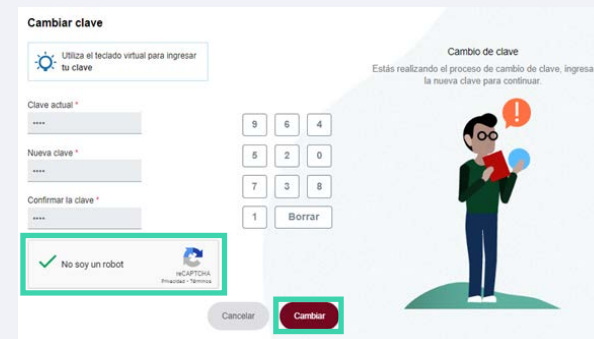 Cambiar clave
Utiliza el teclado virtual para ingresar
tu clave
Clave actual *
----
Nueva clave *
----
Confirmar la clave *
----
9 6 4
5 2 0
7 3 8
1 Borrar
No soy un robot
reCAPTCHA
Privacidad - Términos
Cancelar
Cambiar
Cambio de clave
Estás realizando el proceso de cambio de clave, ingresa
la nueva clave para continuar.
!